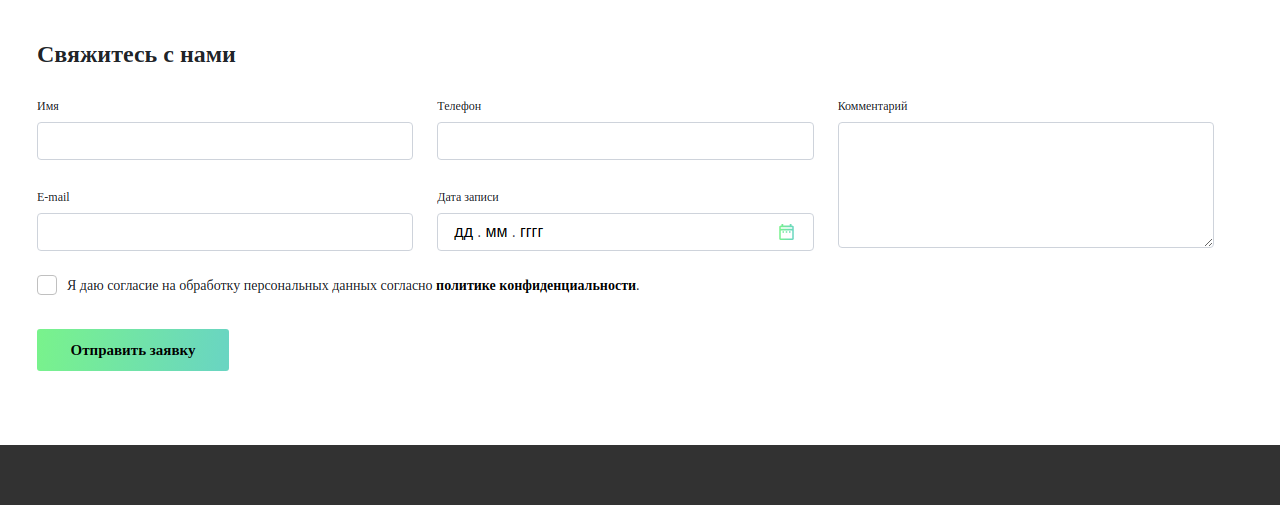 Свяжитесь с нами
Имя
Телефон
Комментарий
E-mail
Дата записи
дд . мм . гггг
Я даю согласие на обработку персональных данных согласно политике конфиденциальности.
Отправить заявку